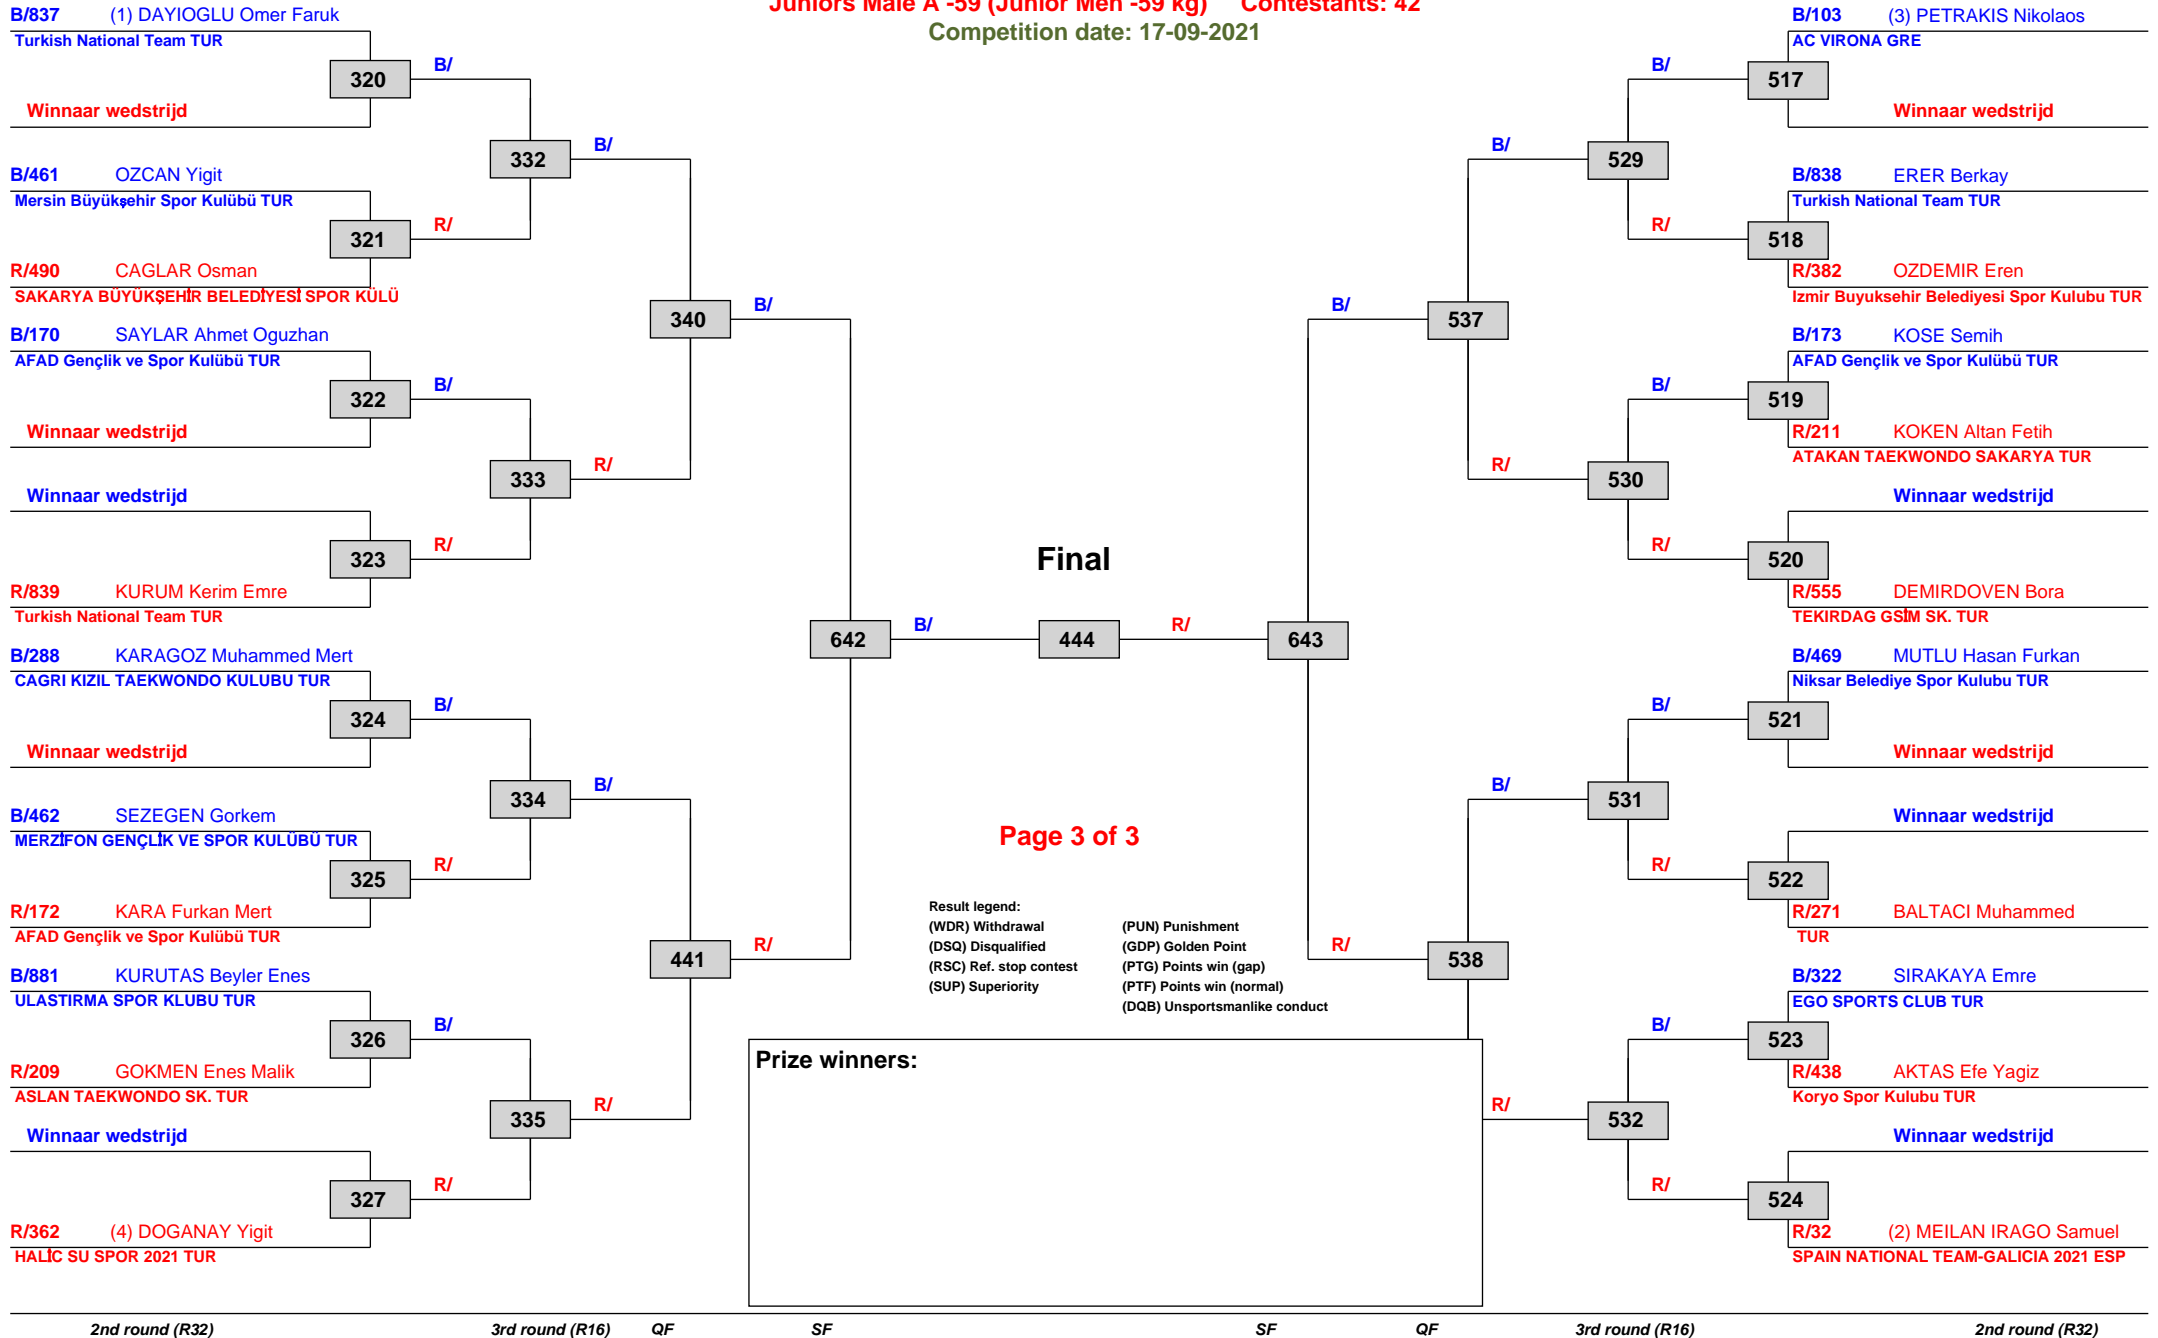 Juniors Male A -59 (Junior Men -59 kg) Contestants: 42
Competition date: 17-09-2021
B/837 (1) DAYIOGLU Omer Faruk
Turkish National Team TUR
320
B/
Winnaar wedstrijd
332
B/
B/461 OZCAN Yigit
Mersin Büyükşehir Spor Kulübü TUR
321
R/
R/490 CAGLAR Osman
SAKARYA BÜYÜKŞEHİR BELEDİYESİ SPOR KÜLÜ
340
B/
B/170 SAYLAR Ahmet Oguzhan
AFAD Gençlik ve Spor Kulübü TUR
322
B/
Winnaar wedstrijd
333
R/
Winnaar wedstrijd
323
R/
R/839 KURUM Kerim Emre
Turkish National Team TUR
642
B/
B/288 KARAGOZ Muhammed Mert
CAGRI KIZIL TAEKWONDO KULUBU TUR
324
B/
Winnaar wedstrijd
334
B/
B/462 SEZEGEN Gorkem
MERZİFON GENÇLİK VE SPOR KULÜBÜ TUR
325
R/
R/172 KARA Furkan Mert
AFAD Gençlik ve Spor Kulübü TUR
441
R/
B/881 KURUTAS Beyler Enes
ULASTIRMA SPOR KLUBU TUR
326
B/
R/209 GOKMEN Enes Malik
ASLAN TAEKWONDO SK. TUR
335
R/
Winnaar wedstrijd
327
R/
R/362 (4) DOGANAY Yigit
HALİC SU SPOR 2021 TUR
Final
444
R/
643
Page 3 of 3
Result legend:
(WDR) Withdrawal (PUN) Punishment
(DSQ) Disqualified (GDP) Golden Point
(RSC) Ref. stop contest (PTG) Points win (gap)
(SUP) Superiority (PTF) Points win (normal)
(DQB) Unsportsmanlike conduct
Prize winners:
B/103 (3) PETRAKIS Nikolaos
AC VIRONA GRE
B/
517
Winnaar wedstrijd
B/
529
B/838 ERER Berkay
Turkish National Team TUR
R/
518
R/382 OZDEMIR Eren
Izmir Buyuksehir Belediyesi Spor Kulubu TUR
B/
537
B/173 KOSE Semih
AFAD Gençlik ve Spor Kulübü TUR
B/
519
R/211 KOKEN Altan Fetih
ATAKAN TAEKWONDO SAKARYA TUR
R/
530
Winnaar wedstrijd
R/
520
R/555 DEMIRDOVEN Bora
TEKIRDAG GSİM SK. TUR
B/469 MUTLU Hasan Furkan
Niksar Belediye Spor Kulubu TUR
B/
521
Winnaar wedstrijd
B/
531
Winnaar wedstrijd
R/
522
R/271 BALTACI Muhammed
TUR
R/
538
B/322 SIRAKAYA Emre
EGO SPORTS CLUB TUR
B/
523
R/438 AKTAS Efe Yagiz
Koryo Spor Kulubu TUR
R/
532
Winnaar wedstrijd
R/
524
R/32 (2) MEILAN IRAGO Samuel
SPAIN NATIONAL TEAM-GALICIA 2021 ESP
2nd round (R32) 3rd round (R16) QF SF SF QF 3rd round (R16) 2nd round (R32)